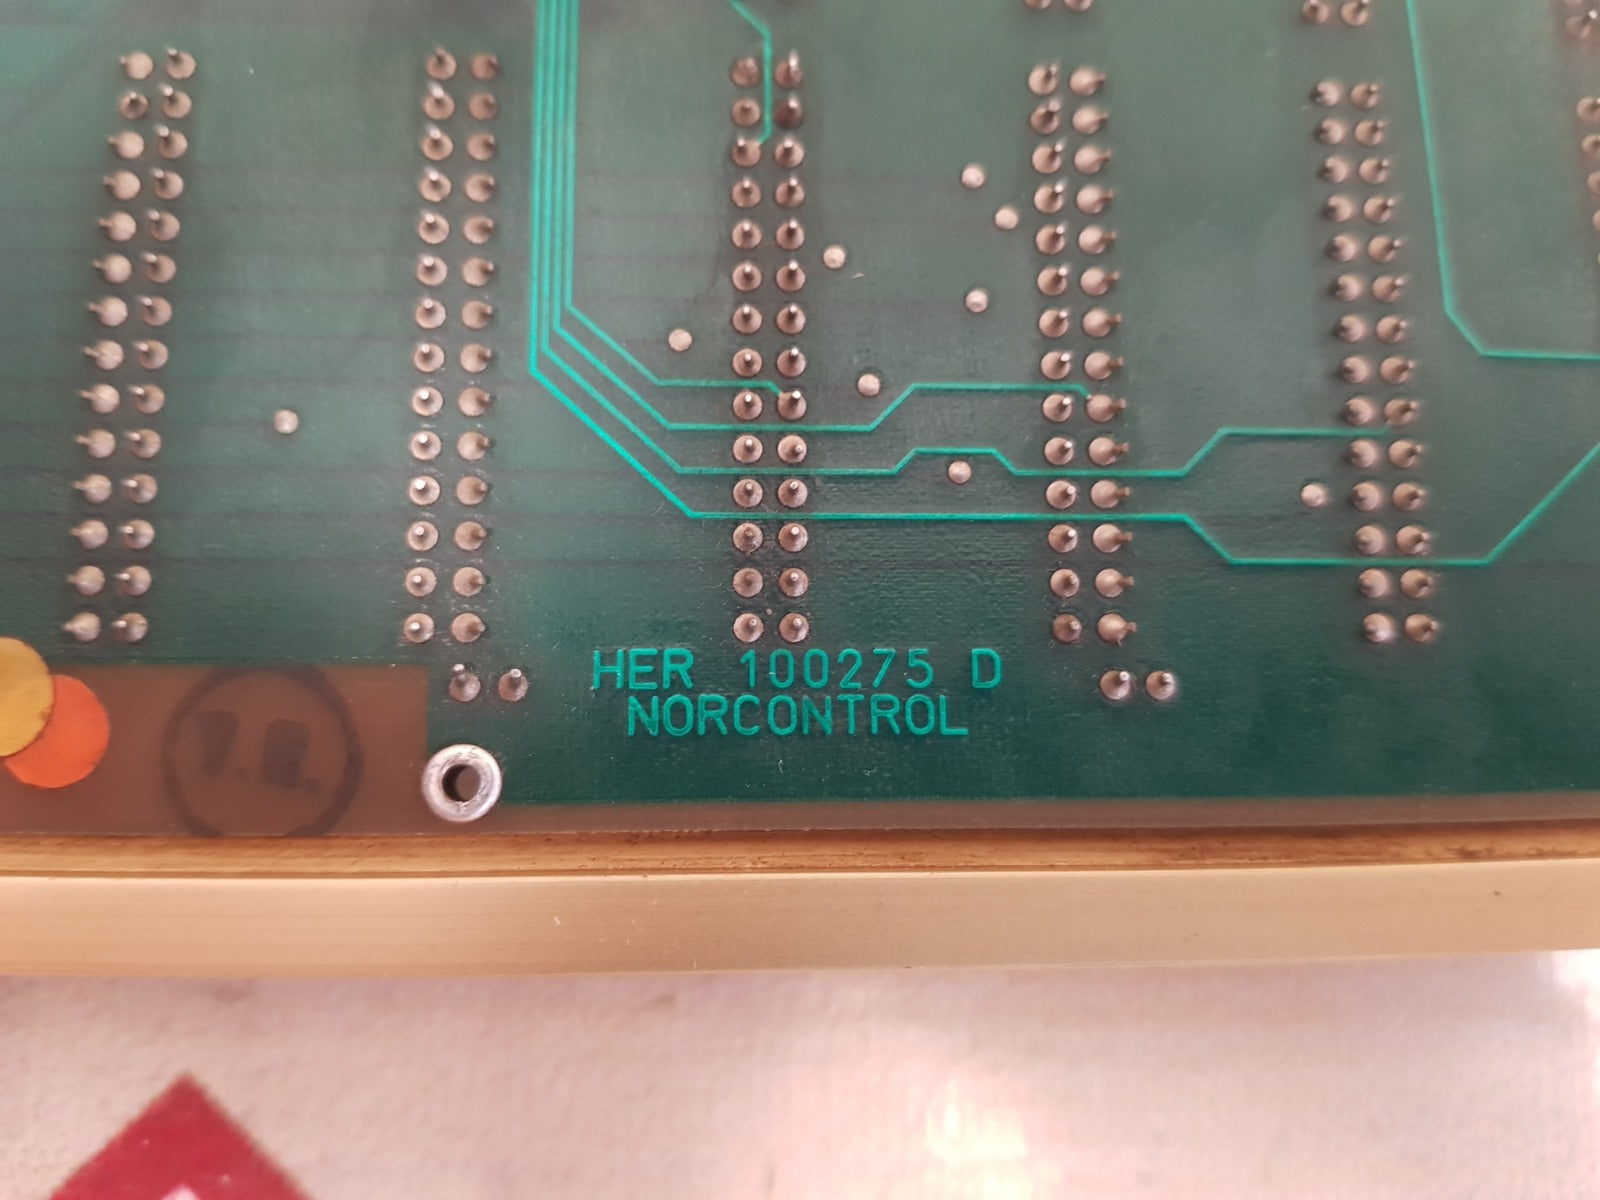 HER 100275 D
NORCONTROL